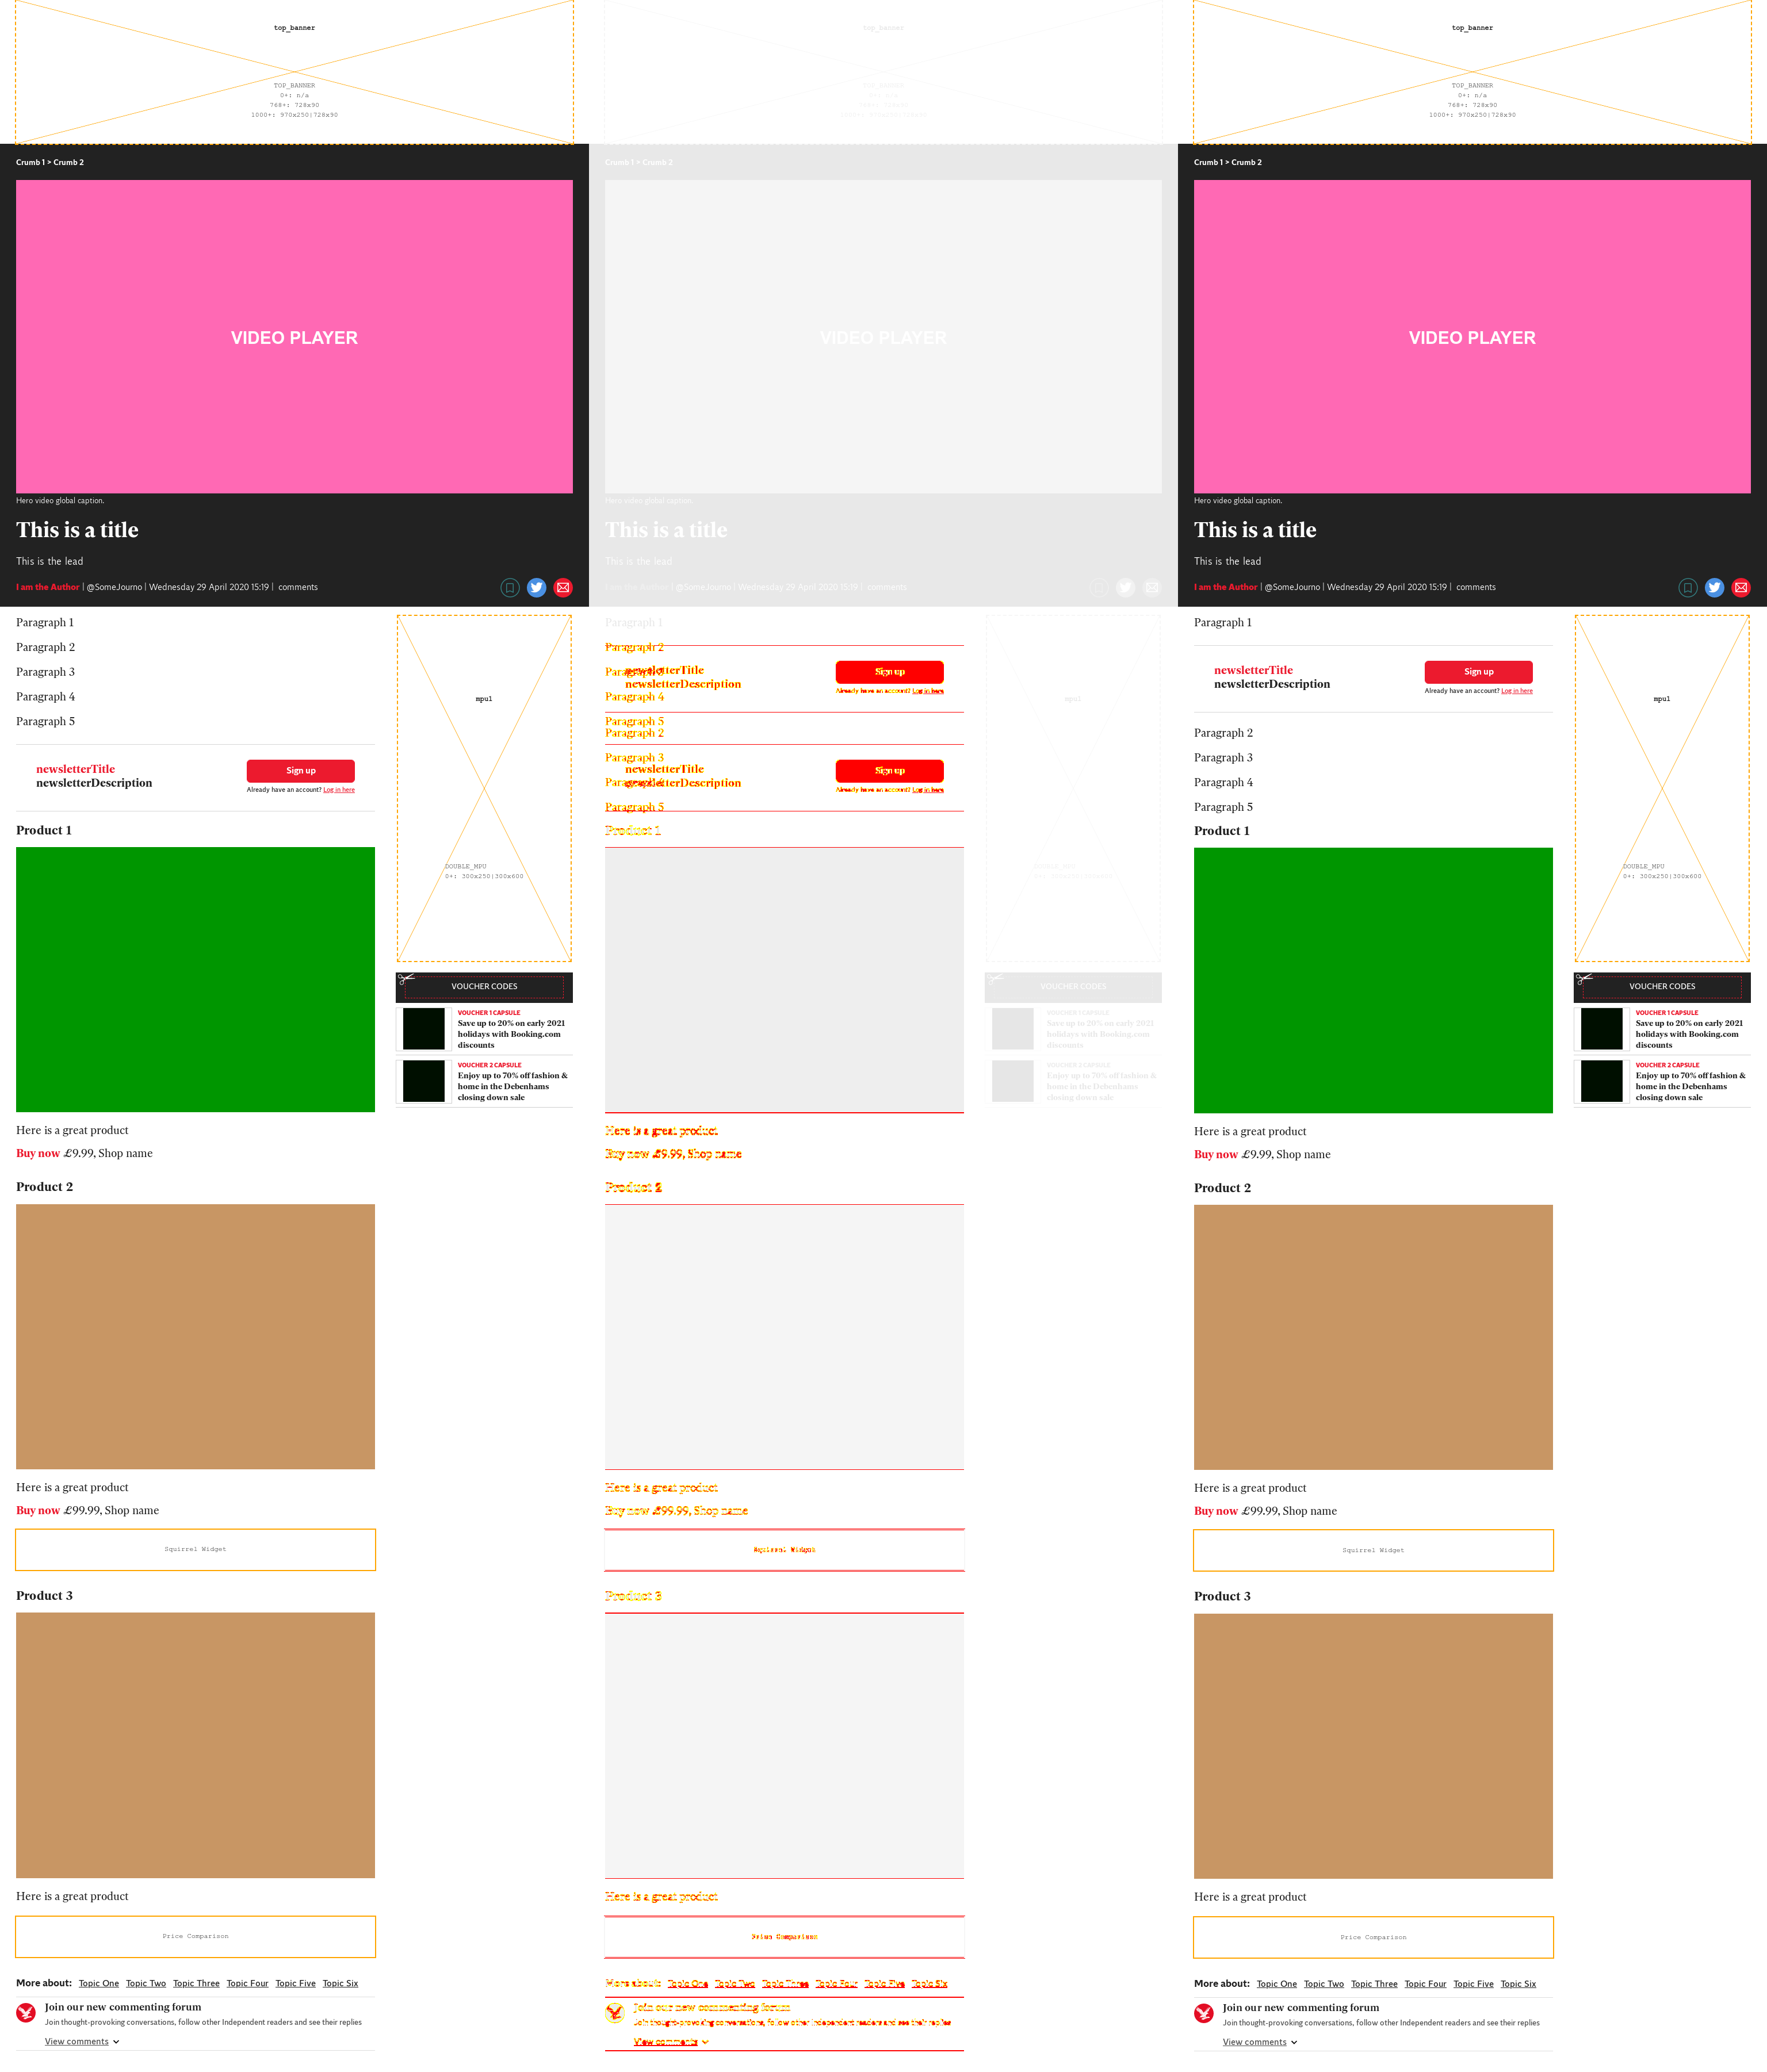 top_banner
TOP_BANNER
0+: n/a
768+: 728x90
1000+: 970x250|728x90
Crumb 1 > Crumb 2
VIDEO PLAYER
Hero video global caption.
This is a title
This is the lead
I am the Author | @SomeJourno | Wednesday 29 April 2020 15:19 | comments
Paragraph 1
Paragraph 2
Paragraph 3
Paragraph 4
Paragraph 5
newsletterTitle
newsletterDescription
Sign up
Already have an account? Log in here
Product 1
Here is a great product
Buy now £9.99, Shop name
Product 2
Here is a great product
Buy now £99.99, Shop name
Squirrel Widget
Product 3
Here is a great product
Price Comparison
More about: Topic One Topic Two Topic Three Topic Four Topic Five Topic Six
Join our new commenting forum
Join thought-provoking conversations, follow other Independent readers and see their replies
View comments
mpu1
DOUBLE_MPU
0+: 300x250|300x600
VOUCHER CODES
VOUCHER 1 CAPSULE
Save up to 20% on early 2021
holidays with Booking.com
discounts
VOUCHER 2 CAPSULE
Enjoy up to 70% off fashion &
home in the Debenhams
closing down sale
top_banner
Crumb 1 > Crumb 2
VIDEO PLAYER
Hero video global caption.
This is a title
This is the lead
I am the Author | @SomeJourno | Wednesday 29 April 2020 15:19 | comments
Paragraph 1
Paragraph 2
Paragraph 3
newsletterTitle
newsletterDescription
Sign up
Already have an account? Log in here
Paragraph 4
Paragraph 5
Paragraph 2
Paragraph 3
newsletterTitle
newsletterDescription
Sign up
Already have an account? Log in here
Paragraph 4
Paragraph 5
Product 1
Here is a great product
Buy now £9.99, Shop name
Product 2
Here is a great product
Buy now £99.99, Shop name
Squirrel Widget
Product 3
Here is a great product
Price Comparison
More about: Topic One Topic Two Topic Three Topic Four Topic Five Topic Six
Join our new commenting forum
Join thought-provoking conversations, follow other Independent readers and see their replies
View comments
mpu1
VOUCHER CODES
VOUCHER 1 CAPSULE
Save up to 20% on early 2021
holidays with Booking.com
discounts
VOUCHER 2 CAPSULE
Enjoy up to 70% off fashion &
home in the Debenhams
closing down sale
top_banner
TOP_BANNER
0+: n/a
768+: 728x90
1000+: 970x250|728x90
Crumb 1 > Crumb 2
VIDEO PLAYER
Hero video global caption.
This is a title
This is the lead
I am the Author | @SomeJourno | Wednesday 29 April 2020 15:19 | comments
Paragraph 1
newsletterTitle
newsletterDescription
Sign up
Already have an account? Log in here
Paragraph 2
Paragraph 3
Paragraph 4
Paragraph 5
Product 1
Here is a great product
Buy now £9.99, Shop name
Product 2
Here is a great product
Buy now £99.99, Shop name
Squirrel Widget
Product 3
Here is a great product
Price Comparison
More about: Topic One Topic Two Topic Three Topic Four Topic Five Topic Six
Join our new commenting forum
Join thought-provoking conversations, follow other Independent readers and see their replies
View comments
mpu1
DOUBLE_MPU
0+: 300x250|300x600
VOUCHER CODES
VOUCHER 1 CAPSULE
Save up to 20% on early 2021
holidays with Booking.com
discounts
VOUCHER 2 CAPSULE
Enjoy up to 70% off fashion &
home in the Debenhams
closing down sale